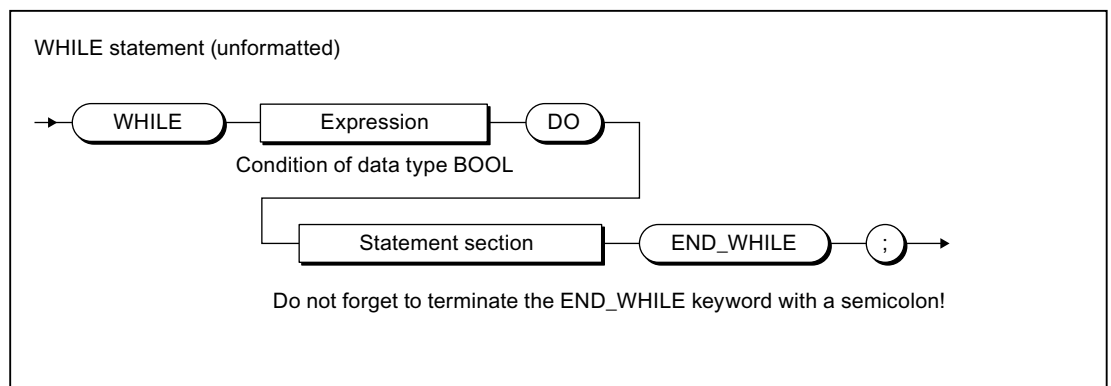 WHILE statement (unformatted)
WHILE Expression DO
Condition of data type BOOL
Statement section END_WHILE ;
Do not forget to terminate the END_WHILE keyword with a semicolon!